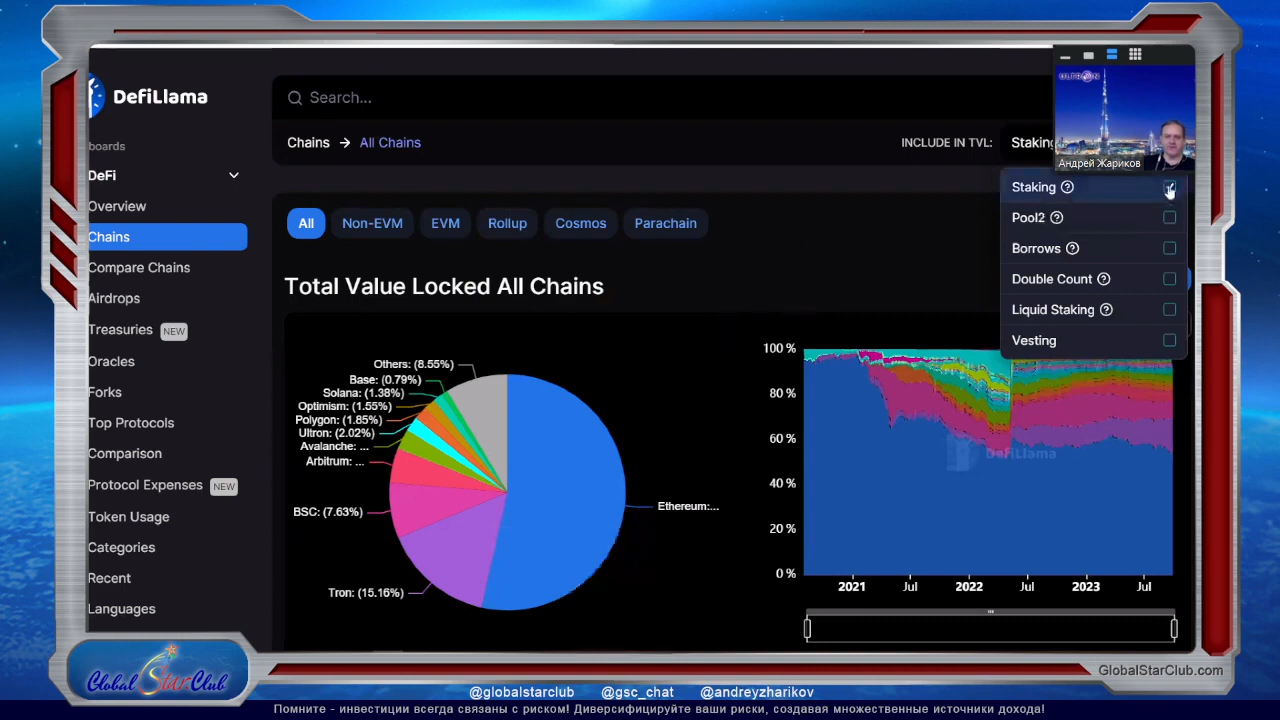 DefiLlama
Search...
Chains → All Chains
INCLUDE IN TVL:
Staking
ULTRON
Андрей Жариков
boards
DeFi
Overview
Chains
Compare Chains
Airdrops
Treasuries NEW
Oracles
Forks
Top Protocols
Comparison
Protocol Expenses NEW
Token Usage
Categories
Recent
Languages
Staking
Pool2
Borrows
Double Count
Liquid Staking
Vesting
All Non-EVM EVM Rollup Cosmos Parachain
Total Value Locked All Chains
Others: (8.55%)
Base: (0.79%)
Solana: (1.38%)
Optimism: (1.55%)
Polygon: (1.85%)
Ultron: (2.02%)
Avalanche: ...
Arbitrum: ...
BSC: (7.63%)
Tron: (15.16%)
Ethereum:...
100 %
80 %
60 %
40 %
20 %
0 %
DefiLlama
2021 Jul 2022 Jul 2023 Jul
Global Star Club
GlobalStarClub.com
@globalstarclub @gsc_chat @andreyzharikov
Помните - инвестиции всегда связаны с риском! Диверсифицируйте ваши риски, создавая множественные источники дохода!